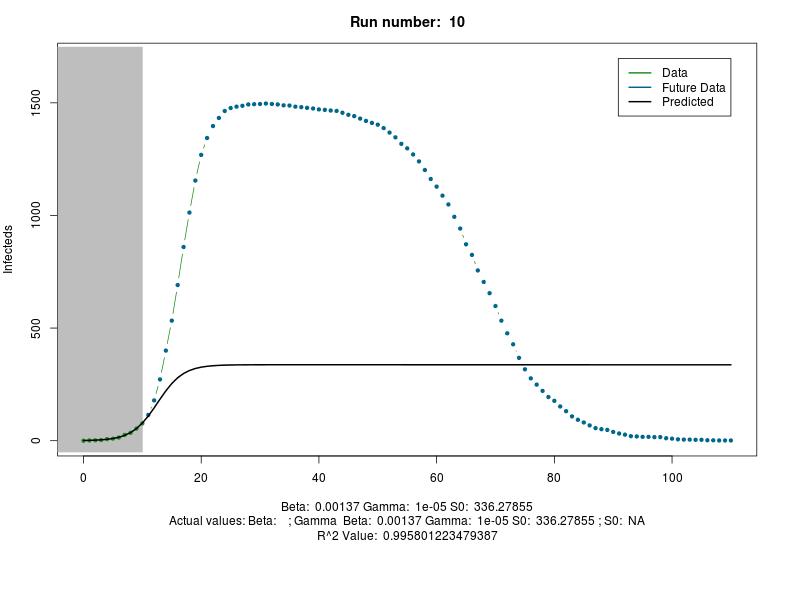 Run number: 10
Data
Future Data
Predicted
Infecteds
1500
1000
500
0
0 20 40 60 80 100
Beta: 0.00137 Gamma: 1e-05 S0: 336.27855
Actual values: Beta: ; Gamma Beta: 0.00137 Gamma: 1e-05 S0: 336.27855 ; S0: NA
R^2 Value: 0.995801223479387